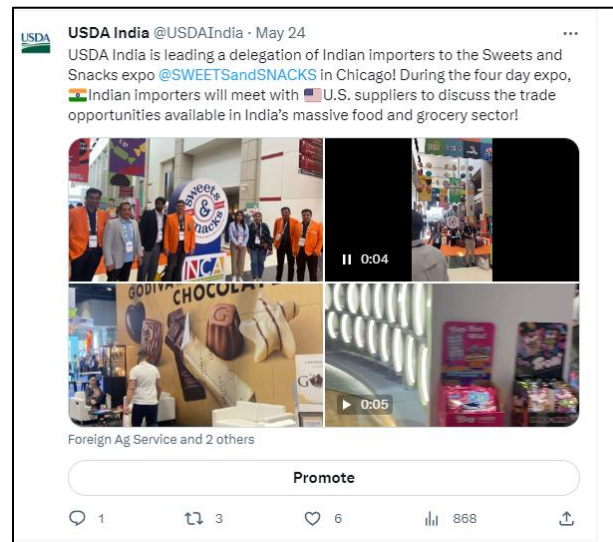 USDA
USDA India @USDAIndia · May 24
USDA India is leading a delegation of Indian importers to the Sweets and
Snacks expo @SWEETSandSNACKS in Chicago! During the four day expo,
🇮🇳Indian importers will meet with 🇺🇸U.S. suppliers to discuss the trade
opportunities available in India’s massive food and grocery sector!
Sweets
&
Snacks
INCA
0:04
GODIVA
CHOCOLAT
0:05
Foreign Ag Service and 2 others
Promote
1
3
6
868